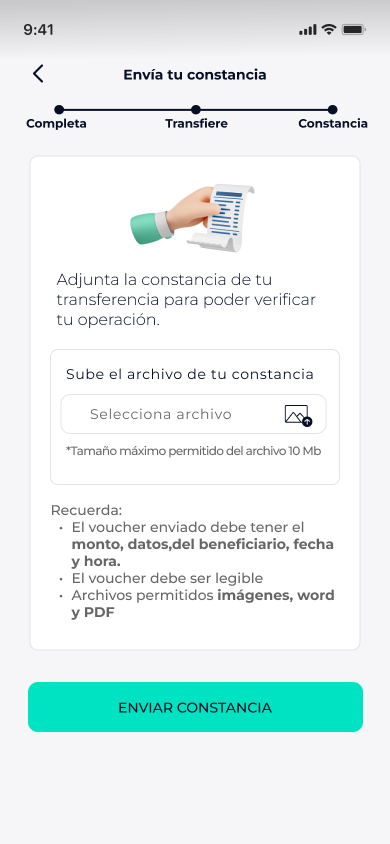 9:41
Envía tu constancia
Completa Transfiere Constancia
Adjunta la constancia de tu
transferencia para poder verificar
tu operación.
Sube el archivo de tu constancia
Selecciona archivo
*Tamaño máximo permitido del archivo 10 Mb
Recuerda:
• El voucher enviado debe tener el
monto, datos,del beneficiario, fecha
y hora.
• El voucher debe ser legible
• Archivos permitidos imágenes, word
y PDF
ENVIAR CONSTANCIA